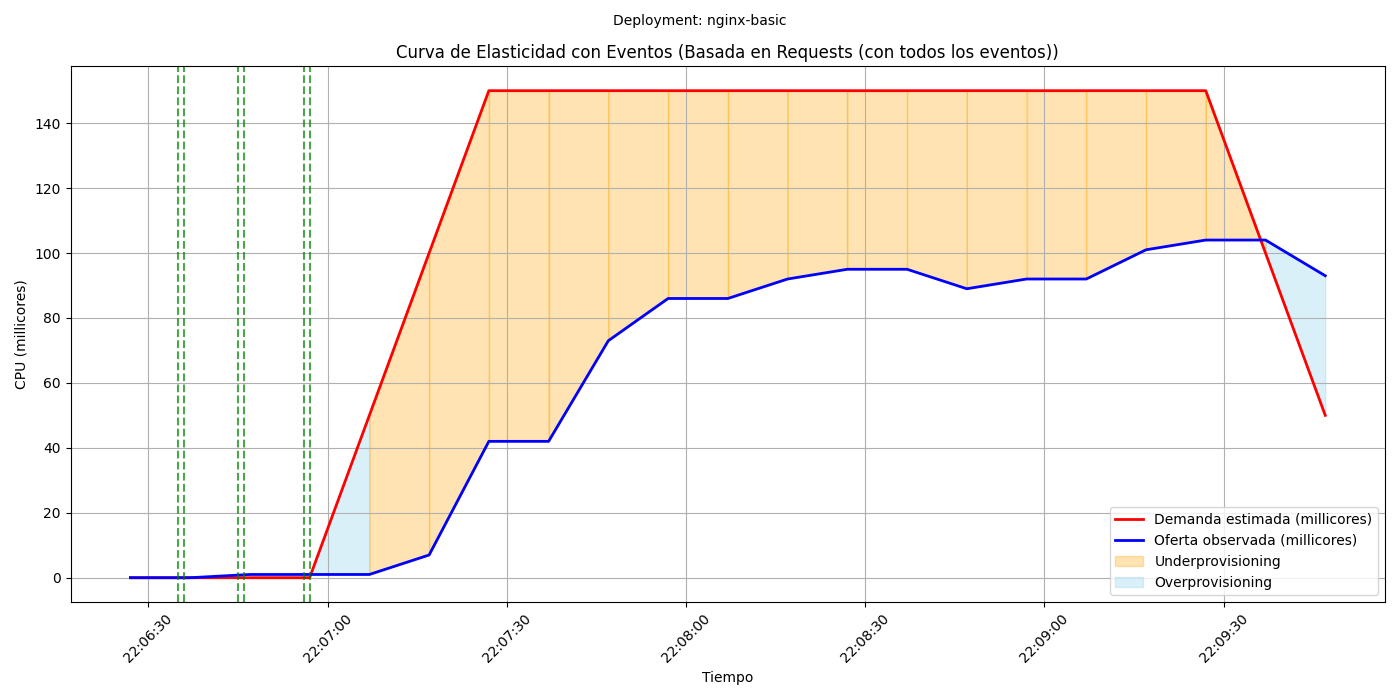 Deployment: nginx-basic
Curva de Elasticidad con Eventos (Basada en Requests (con todos los eventos))
CPU (millicores)
140
120
100
80
60
40
20
0
22:06:30
22:07:00
22:07:30
22:08:00
22:08:30
22:09:00
22:09:30
Tiempo
Demanda estimada (millicores)
Oferta observada (millicores)
Underprovisioning
Overprovisioning